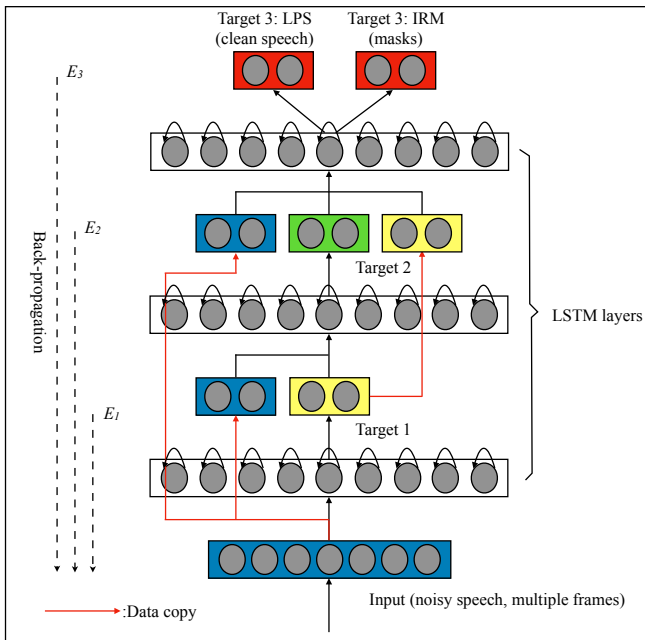 Target 3: LPS
(clean speech)
Target 3: IRM
(masks)
E3
E2
Back-propagation
Target 2
LSTM layers
E1
Target 1
Input (noisy speech, multiple frames)
:Data copy